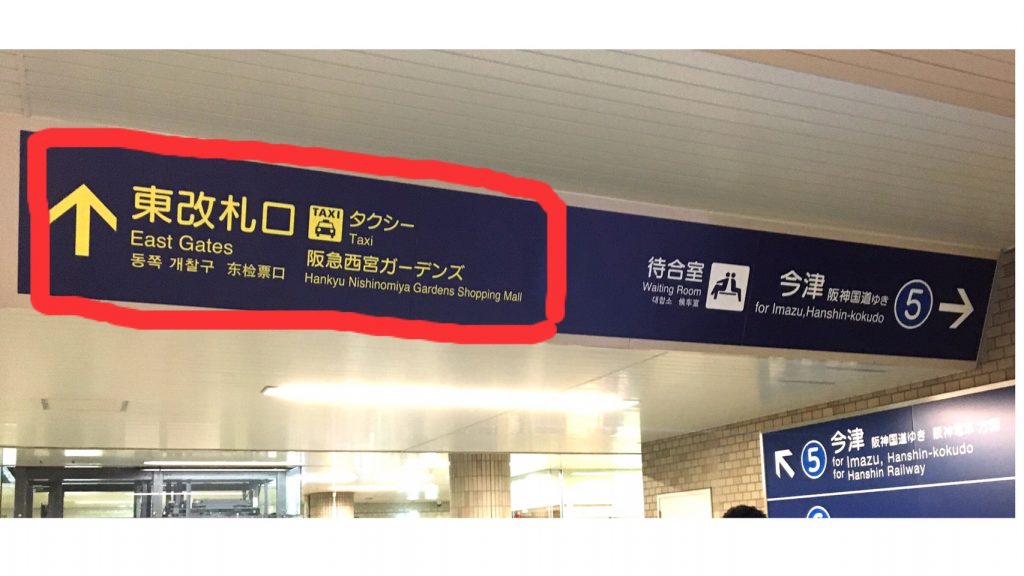 東改札口
East Gates
동쪽 개찰구 东检票口
TAXI
タクシー
Taxi
阪急西宮ガーデンズ
Hankyu Nishinomiya Gardens Shopping Mall
待合室
Waiting Room
대합소 候车室
今津 阪神国道ゆき
for Imazu,Hanshin-kokudo
5
5
今津 阪神国道ゆき
for Imazu, Hanshin-kokudo
for Hanshin Railway